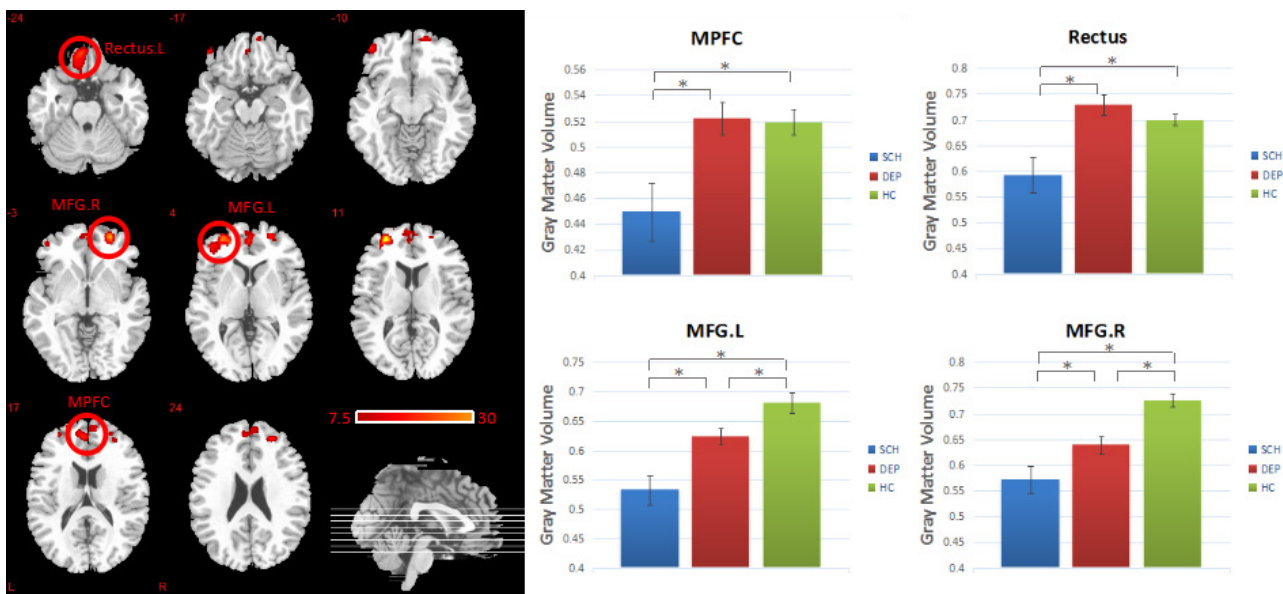 -24
Rectus.L
-17
-10
MFG.R
-3
MFG.L
4
11
MPFC
17
24
7.5
30
L
R
MPFC
Gray Matter Volume
0.56
0.54
0.52
0.5
0.48
0.46
0.44
0.42
0.4
*
*
SCH
DEP
HC
Rectus
Gray Matter Volume
0.8
0.75
0.7
0.65
0.6
0.55
0.5
0.45
0.4
*
*
SCH
DEP
HC
MFG.L
Gray Matter Volume
0.75
0.7
0.65
0.6
0.55
0.5
0.45
0.4
*
*
*
SCH
DEP
HC
MFG.R
Gray Matter Volume
0.8
0.75
0.7
0.65
0.6
0.55
0.5
0.45
0.4
*
*
*
SCH
DEP
HC